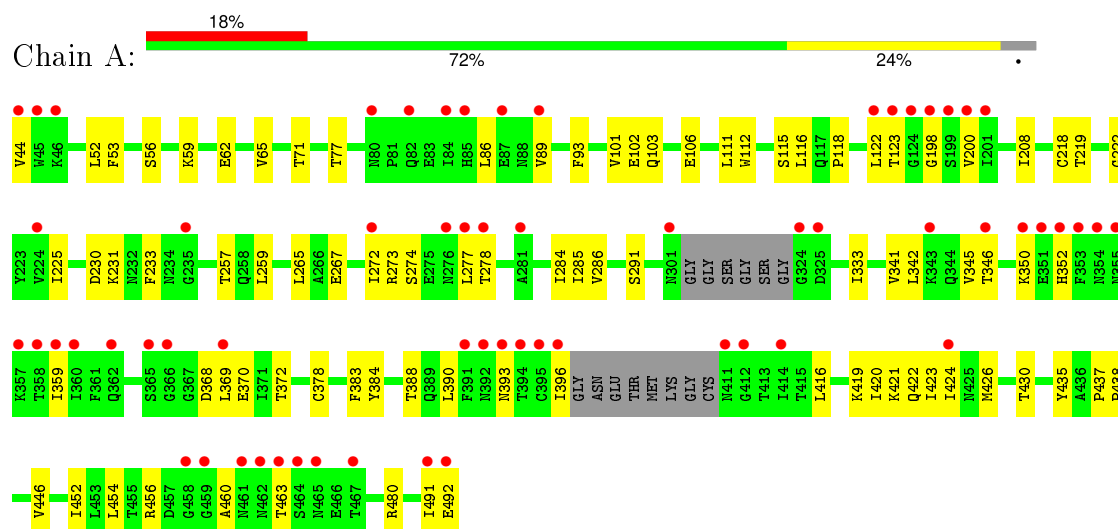 18%
Chain A:
72% 24% •
V44 W45 K46 L52 F53 S56 K59 E62 V65 T71 T77 N80 P81 Q82 E83 I84 H85 L86 E87 N88 V89 F93 V101 E102 Q103 E106 L111 W112 S115 L116 Q117 P118 L122 T123 G124 G198 S199 V200 I201 I208 C218 T219 G222
Y223 V224 I225 D230 K231 N232 F233 N234 G235 T257 Q258 L259 L265 A266 E267 I272 R273 S274 E275 N276 L277 T278 A281 I284 I285 V286 S291 N301 GLY GLY SER GLY SER GLY G324 D325 I333 V341 L342 K343 Q344 V345 T346 K350 E351 H352 F353 N354 N355
K357 T358 I359 I360 F361 Q362 S365 G366 G367 D368 L369 E370 I371 T372 C378 F383 Y384 T388 Q389 L390 F391 N392 N393 T394 C395 I396 GLY ASN GLU THR MET LYS GLY CYS N411 G412 T413 I414 T415 L416 K419 I420 K421 Q422 I423 I424 N425 M426 T430 Y435 A436 P437 P438
V446 I452 L453 L454 T455 R456 D457 G458 G459 A460 N461 N462 T463 S464 N465 E466 T467 R480 I491 E492